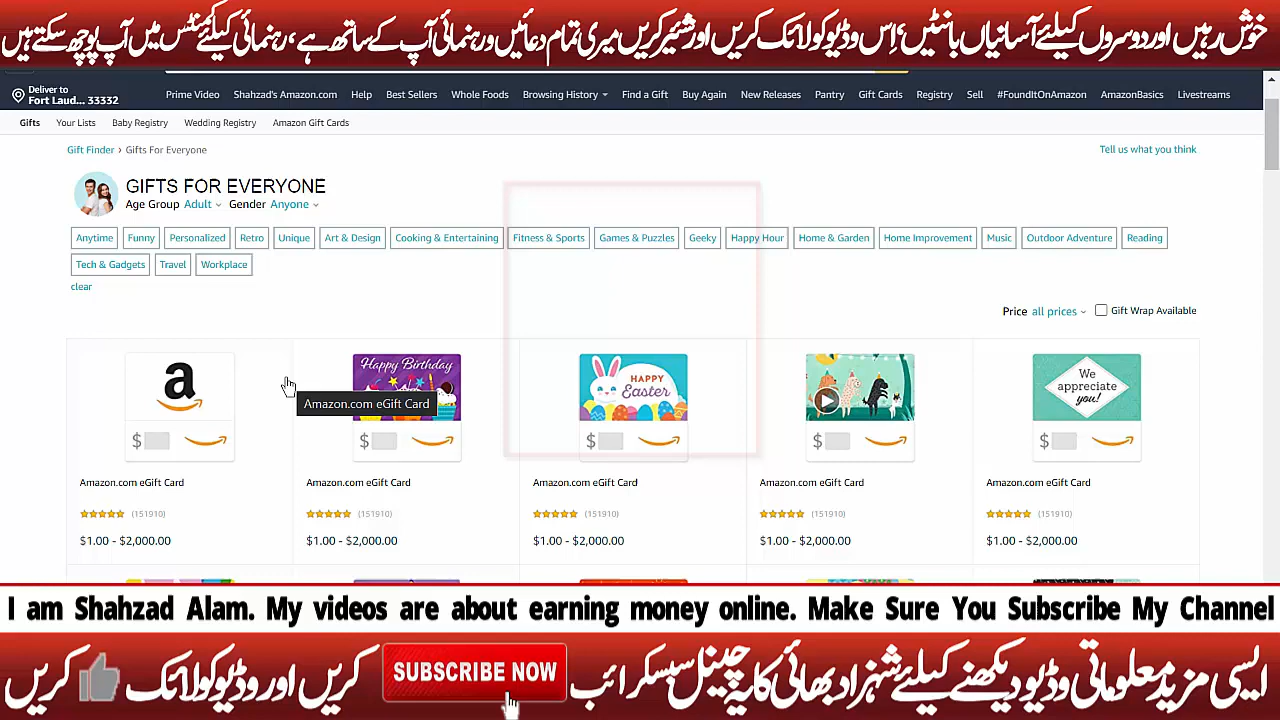 خوش رہیں اور دوسروں کیلئے آسانیاں بانٹیں، اِس وڈیو کو لائک کریں اور شئیر کریں میری تمام دعائیں ورہنمائی آپ کے ساتھ ہے، رہنمائی کیلئے کمنٹس میں آپ پوچھ سکتے ہیں
Deliver to
Fort Laud... 33332
Prime Video Shahzad's Amazon.com Help Best Sellers Whole Foods Browsing History Find a Gift Buy Again New Releases Pantry Gift Cards Registry Sell #FoundItOnAmazon AmazonBasics Livestreams
Gifts Your Lists Baby Registry Wedding Registry Amazon Gift Cards
Gift Finder › Gifts For Everyone Tell us what you think
GIFTS FOR EVERYONE
Age Group Adult Gender Anyone
Anytime Funny Personalized Retro Unique Art & Design Cooking & Entertaining Fitness & Sports Games & Puzzles Geeky Happy Hour Home & Garden Home Improvement Music Outdoor Adventure Reading
Tech & Gadgets Travel Workplace
clear
Price all prices Gift Wrap Available
a Happy Birthday HAPPY Easter We appreciate you!
Amazon.com eGift Card
$ $ $ $ $
Amazon.com eGift Card Amazon.com eGift Card Amazon.com eGift Card Amazon.com eGift Card Amazon.com eGift Card
(151910) (151910) (151910) (151910) (151910)
$1.00 - $2,000.00 $1.00 - $2,000.00 $1.00 - $2,000.00 $1.00 - $2,000.00 $1.00 - $2,000.00
I am Shahzad Alam. My videos are about earning money online. Make Sure You Subscribe My Channel
ایسی مزید معلوماتی وڈیو دیکھنے کیلئے شہزاد بھائی کا یہ چینل سبسکرائب SUBSCRIBE NOW کریں اور وڈیو کو لائک کریں